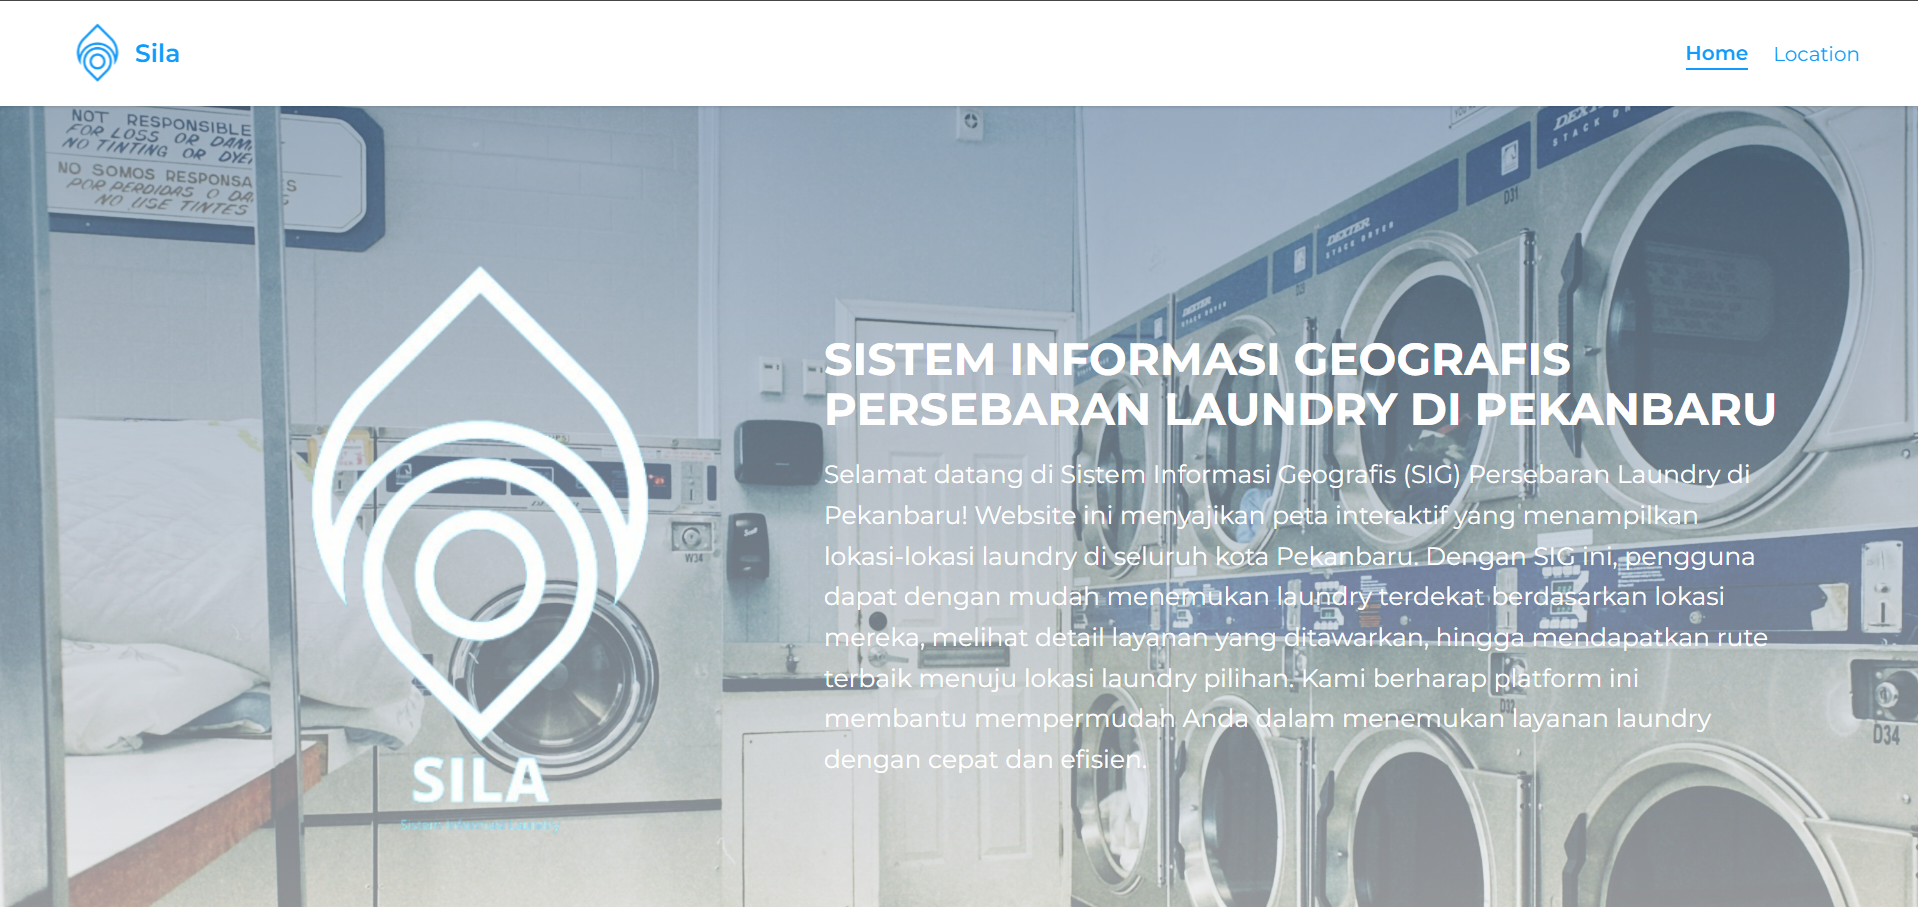 Sila
Home
Location
NOT RESPONSIBLE
FOR LOSS OR
NO TINTING OR
NO SOMOS
POR PERDIDAS O
NO USE TINTES
DEXTER
D31
DEXTER
STACK DRYER
DEXTER
STACK DRYER
SISTEM INFORMASI GEOGRAFIS
PERSEBARAN LAUNDRY DI PEKANBARU
Selamat datang di Sistem Informasi Geografis (SIG) Persebaran Laundry di
Pekanbaru! Website ini menyajikan peta interaktif yang menampilkan
lokasi-lokasi laundry di seluruh kota Pekanbaru. Dengan SIG ini, pengguna
dapat dengan mudah menemukan laundry terdekat berdasarkan lokasi
mereka, melihat detail layanan yang ditawarkan, hingga mendapatkan rute
terbaik menuju lokasi laundry pilihan. Kami berharap platform ini
membantu mempermudah Anda dalam menemukan layanan laundry
dengan cepat dan efisien.
W34
D32
D34
SILA